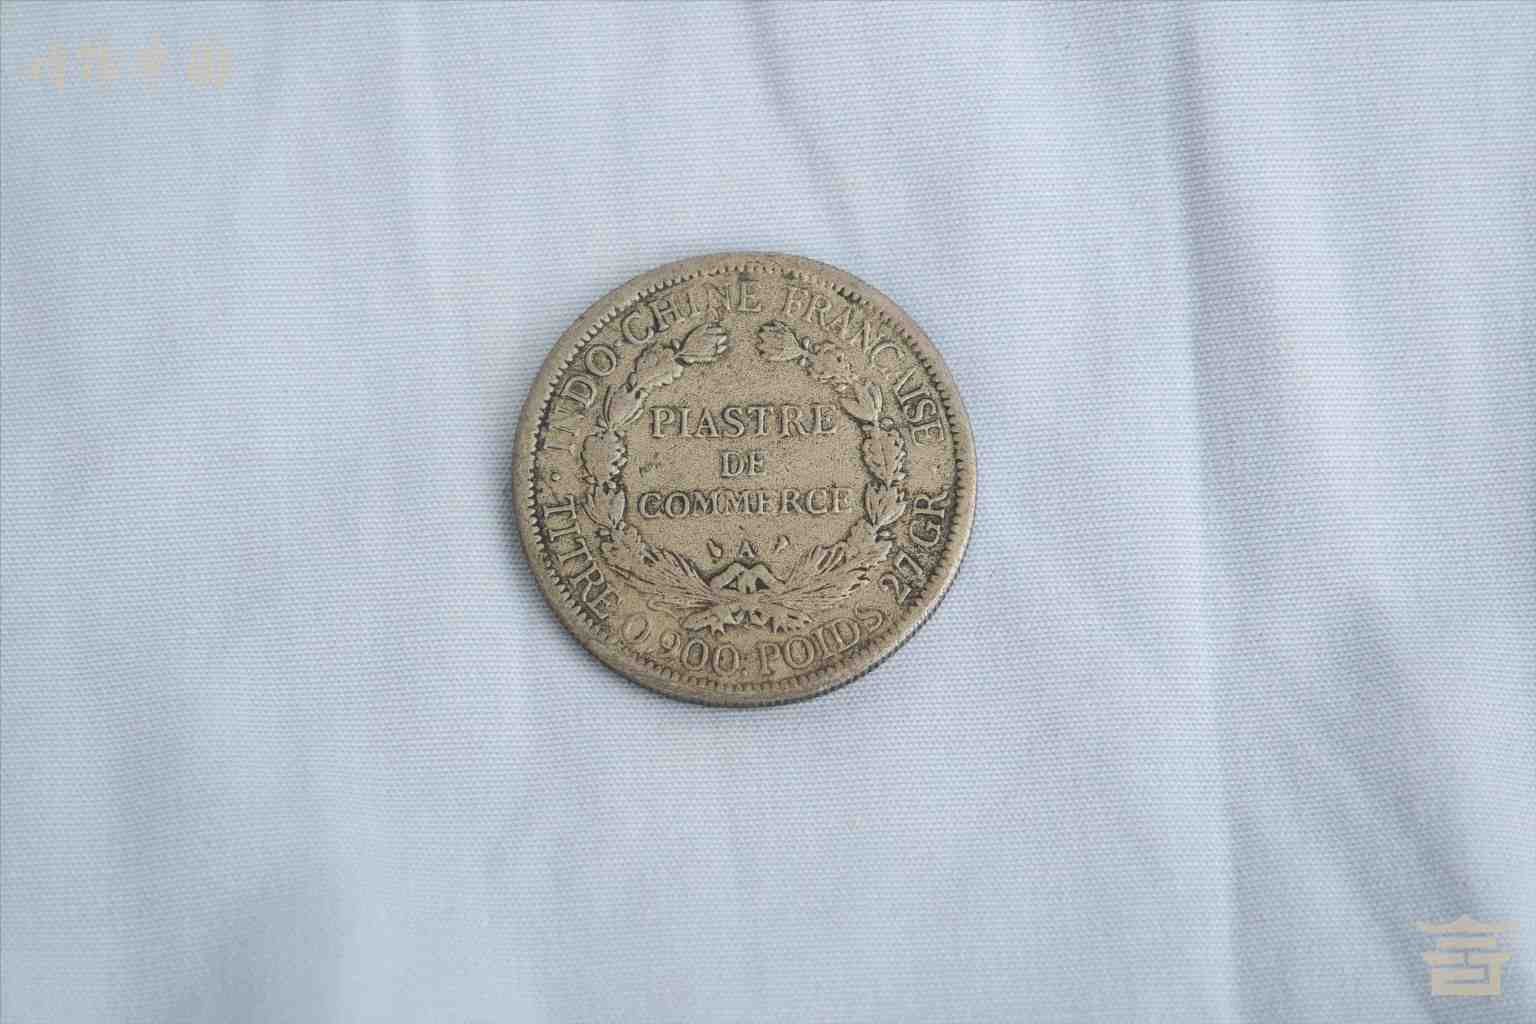 INDO-CHINE FRANÇAISE
PIASTRE
DE
COMMERCE
A
TITRE 0,900. POIDS 27 GR.